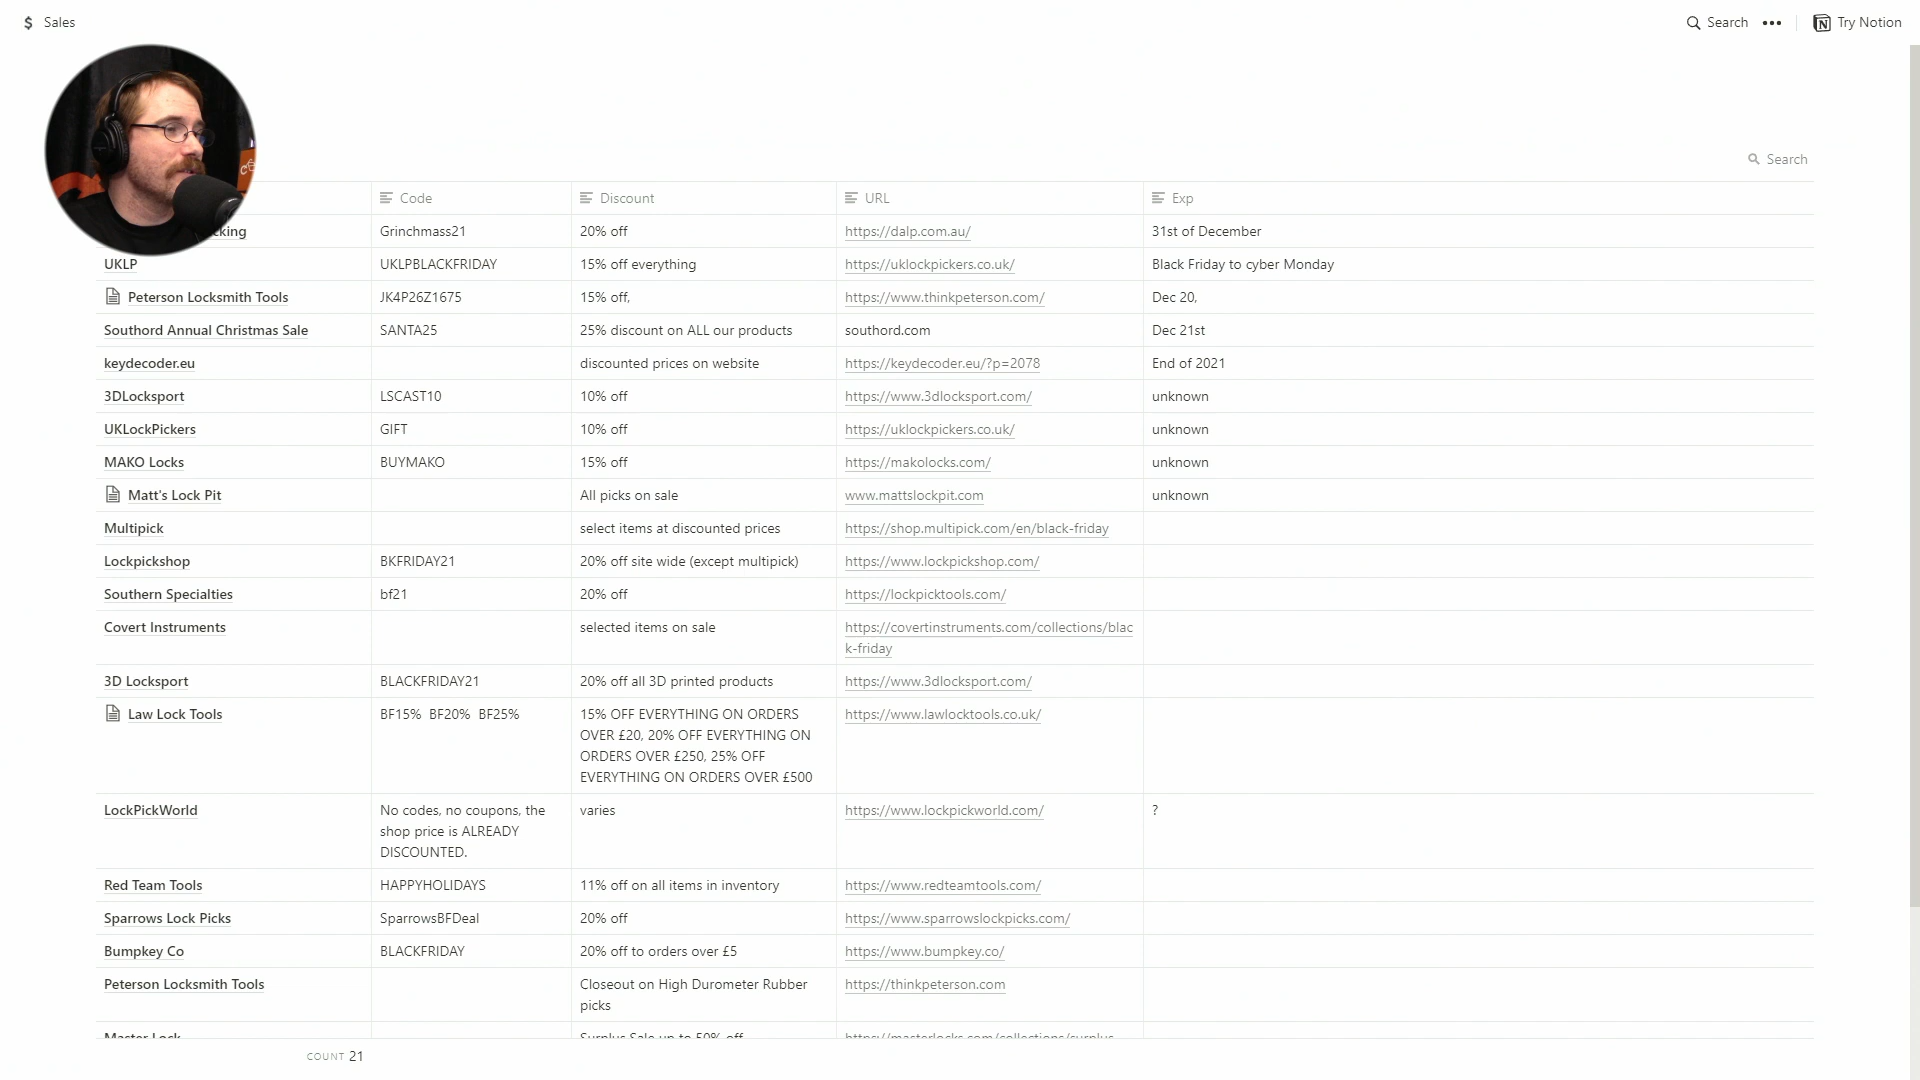 $ Sales
Search ••• Try Notion
Search
Code Discount URL Exp
cking Grinchmass21 20% off https://dalp.com.au/ 31st of December
UKLP UKLPBLACKFRIDAY 15% off everything https://uklockpickers.co.uk/ Black Friday to cyber Monday
Peterson Locksmith Tools JK4P26Z1675 15% off, https://www.thinkpeterson.com/ Dec 20,
Southord Annual Christmas Sale SANTA25 25% discount on ALL our products southord.com Dec 21st
keydecoder.eu discounted prices on website https://keydecoder.eu/?p=2078 End of 2021
3DLocksport LSCAST10 10% off https://www.3dlocksport.com/ unknown
UKLockPickers GIFT 10% off https://uklockpickers.co.uk/ unknown
MAKO Locks BUYMAKO 15% off https://makolocks.com/ unknown
Matt's Lock Pit All picks on sale www.mattslockpit.com unknown
Multipick select items at discounted prices https://shop.multipick.com/en/black-friday
Lockpickshop BKFRIDAY21 20% off site wide (except multipick) https://www.lockpickshop.com/
Southern Specialties bf21 20% off https://lockpicktools.com/
Covert Instruments selected items on sale https://covertinstruments.com/collections/blac
k-friday
3D Locksport BLACKFRIDAY21 20% off all 3D printed products https://www.3dlocksport.com/
Law Lock Tools BF15% BF20% BF25% 15% OFF EVERYTHING ON ORDERS https://www.lawlocktools.co.uk/
OVER £20, 20% OFF EVERYTHING ON
ORDERS OVER £250, 25% OFF
EVERYTHING ON ORDERS OVER £500
LockPickWorld No codes, no coupons, the varies https://www.lockpickworld.com/ ?
shop price is ALREADY
DISCOUNTED.
Red Team Tools HAPPYHOLIDAYS 11% off on all items in inventory https://www.redteamtools.com/
Sparrows Lock Picks SparrowsBFDeal 20% off https://www.sparrowslockpicks.com/
Bumpkey Co BLACKFRIDAY 20% off to orders over £5 https://www.bumpkey.co/
Peterson Locksmith Tools Closeout on High Durometer Rubber https://thinkpeterson.com
picks
Master Lock Surplus Sale up to 50% off https://masterlocks.com/collections/surplus
COUNT 21